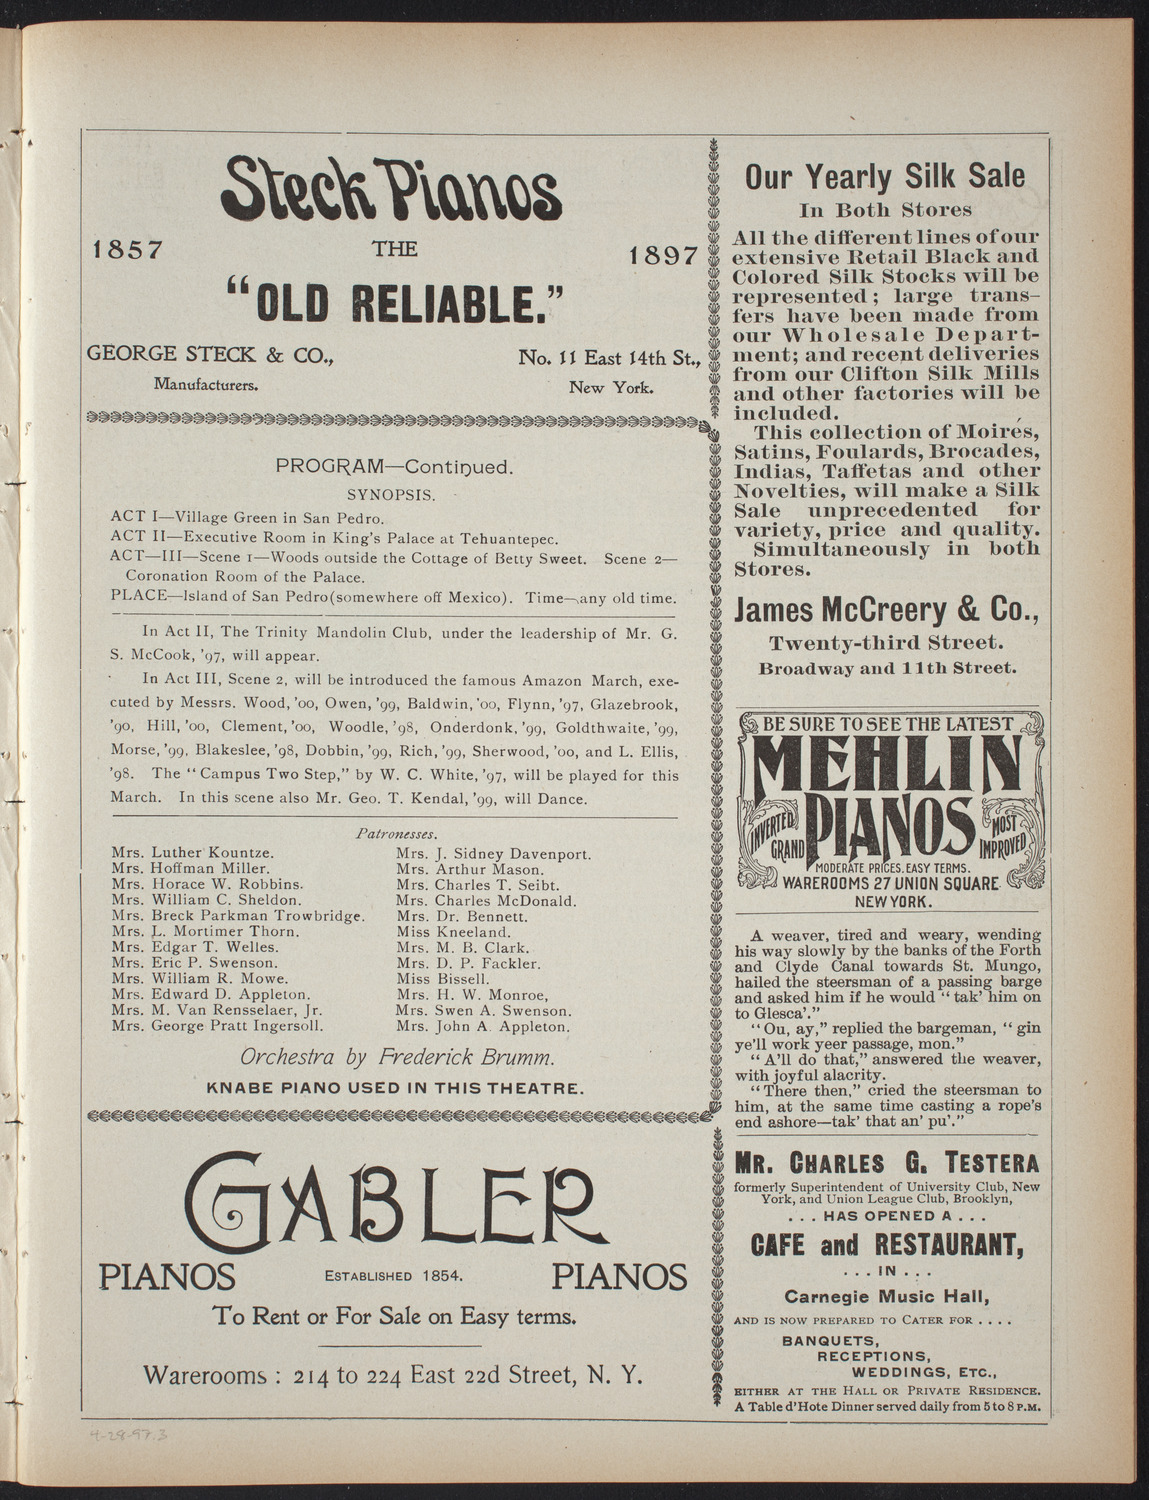 Steck Pianos
1857 THE 1897
"OLD RELIABLE."
GEORGE STECK & CO., No. 11 East 14th St.,
Manufacturers. New York.
PROGRAM—Continued.
SYNOPSIS.
ACT I—Village Green in San Pedro.
ACT II—Executive Room in King's Palace at Tehuantepec.
ACT—III—Scene 1—Woods outside the Cottage of Betty Sweet. Scene 2—
Coronation Room of the Palace.
PLACE—Island of San Pedro(somewhere off Mexico). Time—any old time.
In Act II, The Trinity Mandolin Club, under the leadership of Mr. G.
S. McCook, '97, will appear.
In Act III, Scene 2, will be introduced the famous Amazon March, exe-
cuted by Messrs. Wood, '00, Owen, '99, Baldwin, '00, Flynn, '97, Glazebrook,
'90, Hill, '00, Clement, '00, Woodle, '98, Onderdonk, '99, Goldthwaite, '99,
Morse, '99, Blakeslee, '98, Dobbin, '99, Rich, '99, Sherwood, '00, and L. Ellis,
'98. The "Campus Two Step," by W. C. White, '97, will be played for this
March. In this scene also Mr. Geo. T. Kendal, '99, will Dance.
Patronesses.
Mrs. Luther Kountze. Mrs. J. Sidney Davenport.
Mrs. Hoffman Miller. Mrs. Arthur Mason.
Mrs. Horace W. Robbins. Mrs. Charles T. Seibt.
Mrs. William C. Sheldon. Mrs. Charles McDonald.
Mrs. Breck Parkman Trowbridge. Mrs. Dr. Bennett.
Mrs. L. Mortimer Thorn. Miss Kneeland.
Mrs. Edgar T. Welles. Mrs. M. B. Clark.
Mrs. Eric P. Swenson. Mrs. D. P. Fackler.
Mrs. William R. Mowe. Miss Bissell.
Mrs. Edward D. Appleton. Mrs. H. W. Monroe,
Mrs. M. Van Rensselaer, Jr. Mrs. Swen A. Swenson.
Mrs. George Pratt Ingersoll. Mrs. John A. Appleton.
Orchestra by Frederick Brumm.
KNABE PIANO USED IN THIS THEATRE.
GABLER
PIANOS ESTABLISHED 1854. PIANOS
To Rent or For Sale on Easy terms.
Warerooms : 214 to 224 East 22d Street, N. Y.
Our Yearly Silk Sale
In Both Stores
All the different lines of our
extensive Retail Black and
Colored Silk Stocks will be
represented; large trans-
fers have been made from
our Wholesale Depart-
ment; and recent deliveries
from our Clifton Silk Mills
and other factories will be
included.
This collection of Moirés,
Satins, Foulards, Brocades,
Indias, Taffetas and other
Novelties, will make a Silk
Sale unprecedented for
variety, price and quality.
Simultaneously in both
Stores.
James McCreery & Co.,
Twenty-third Street.
Broadway and 11th Street.
BE SURE TO SEE THE LATEST
MEHLIN
PIANOS
INVERTED GRAND
MOST IMPROVED
MODERATE PRICES. EASY TERMS.
WAREROOMS 27 UNION SQUARE
NEW YORK.
A weaver, tired and weary, wending
his way slowly by the banks of the Forth
and Clyde Canal towards St. Mungo,
hailed the steersman of a passing barge
and asked him if he would "tak' him on
to Glesca'."
"Ou, ay," replied the bargeman, "gin
ye'll work yeer passage, mon."
"A'll do that," answered the weaver,
with joyful alacrity.
"There then," cried the steersman to
him, at the same time casting a rope's
end ashore—tak' that an' pu'."
MR. CHARLES G. TESTERA
formerly Superintendent of University Club, New
York, and Union League Club, Brooklyn,
... HAS OPENED A ...
CAFE and RESTAURANT,
... IN ...
Carnegie Music Hall,
AND IS NOW PREPARED TO CATER FOR ....
BANQUETS,
RECEPTIONS,
WEDDINGS, ETC.,
EITHER AT THE HALL OR PRIVATE RESIDENCE.
A Table d'Hote Dinner served daily from 5 to 8 P.M.
4-28-97.3